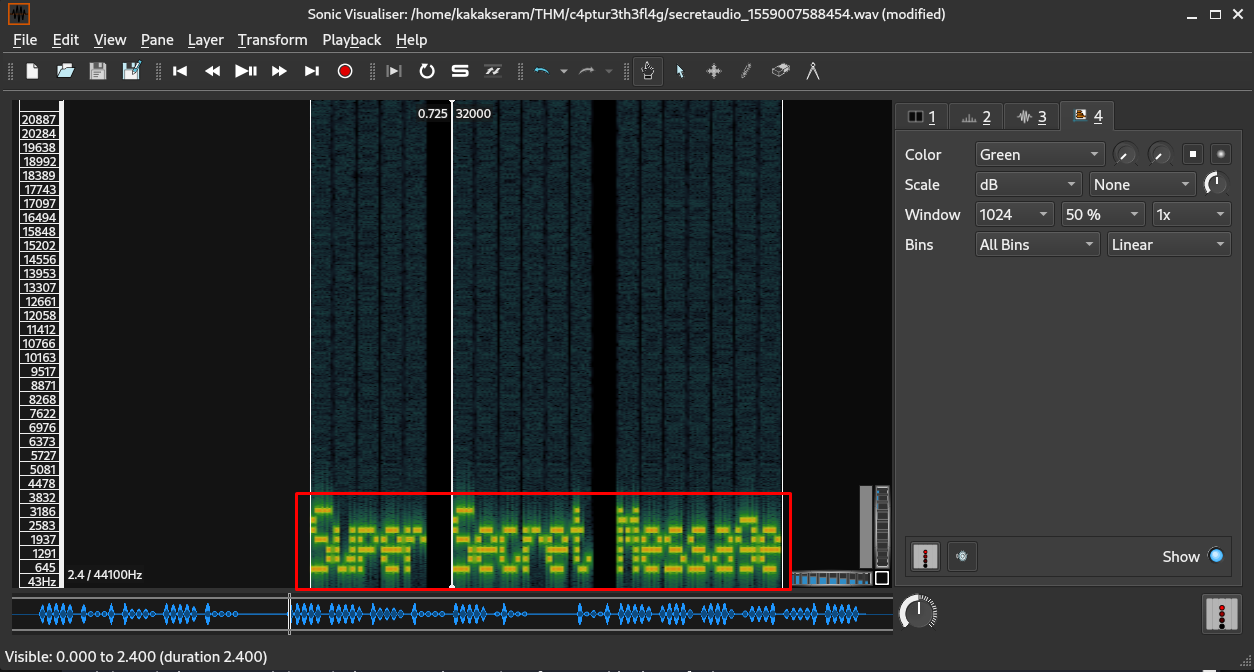 Sonic Visualiser: /home/kakakseram/THM/c4ptur3th3fl4g/secretaudio_1559007588454.wav (modified)
File Edit View Pane Layer Transform Playback Help
20887
20284
19638
18992
18389
17743
17097
16494
15848
15202
14556
13953
13307
12661
12058
11412
10766
10163
9517
8871
8268
7622
6976
6373
5727
5081
4478
3832
3186
2583
1937
1291
645
43Hz
0.725 32000
Super Secret Message
2.4 / 44100Hz
1 2 3 4
Color Green
Scale dB None
Window 1024 50 % 1x
Bins All Bins Linear
Show
Visible: 0.000 to 2.400 (duration 2.400)